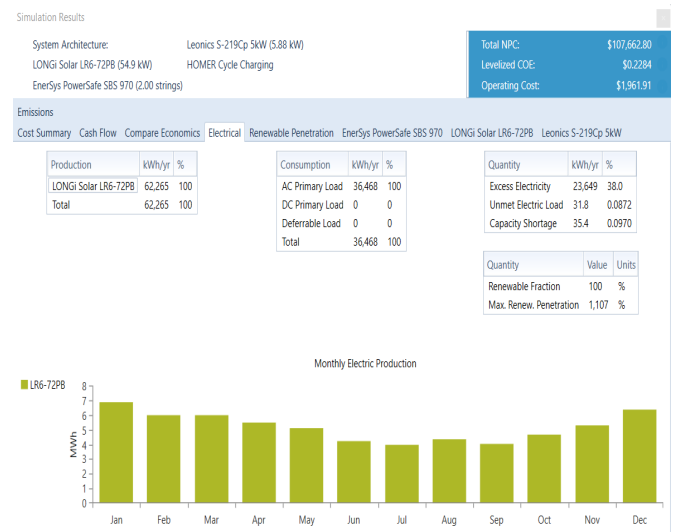 Simulation Results
System Architecture: Leonics S-219Cp 5kW (5.88 kW)
LONGi Solar LR6-72PB (54.9 kW) HOMER Cycle Charging
EnerSys PowerSafe SBS 970 (2.00 strings)
Total NPC: $107,662.80
Levelized COE: $0.2284
Operating Cost: $1,961.91
Emissions
Cost Summary Cash Flow Compare Economics Electrical Renewable Penetration EnerSys PowerSafe SBS 970 LONGi Solar LR6-72PB Leonics S-219Cp 5kW
Production kWh/yr %
LONGi Solar LR6-72PB 62,265 100
Total 62,265 100
Consumption kWh/yr %
AC Primary Load 36,468 100
DC Primary Load 0 0
Deferrable Load 0 0
Total 36,468 100
Quantity kWh/yr %
Excess Electricity 23,649 38.0
Unmet Electric Load 31.8 0.0872
Capacity Shortage 35.4 0.0970
Quantity Value Units
Renewable Fraction 100 %
Max. Renew. Penetration 1,107 %
Monthly Electric Production
LR6-72PB
MWh
8
7
6
5
4
3
2
1
0
Jan Feb Mar Apr May Jun Jul Aug Sep Oct Nov Dec